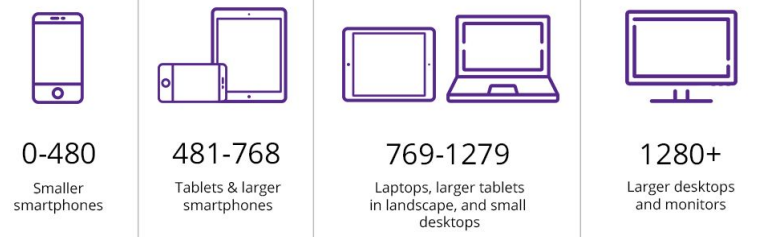 0-480
Smaller
smartphones
481-768
Tablets & larger
smartphones
769-1279
Laptops, larger tablets
in landscape, and small
desktops
1280+
Larger desktops
and monitors